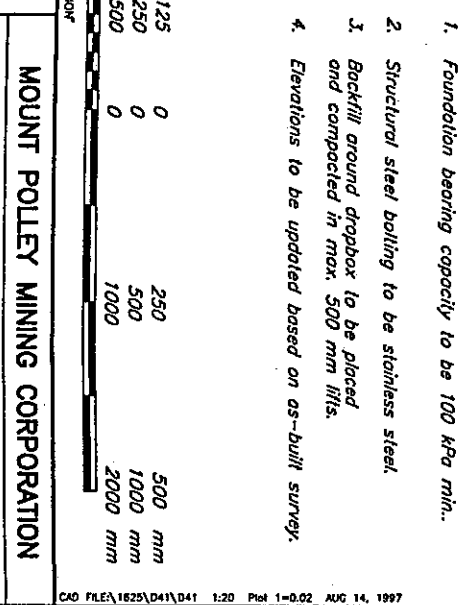 1. Foundation bearing capacity to be 100 kPa min..
2. Structural steel bolting to be stainless steel.
3. Backfill around dropbox to be placed
and compacted in max. 500 mm lifts.
4. Elevations to be updated based on as-built survey.
125 0 250 500 mm
250 0 500 1000 mm
500 0 1000 2000 mm
MOUNT POLLEY MINING CORPORATION
CAD FILE:\1625\D41\D41 1:20 Plot 1=0.02 AUG 14, 1997